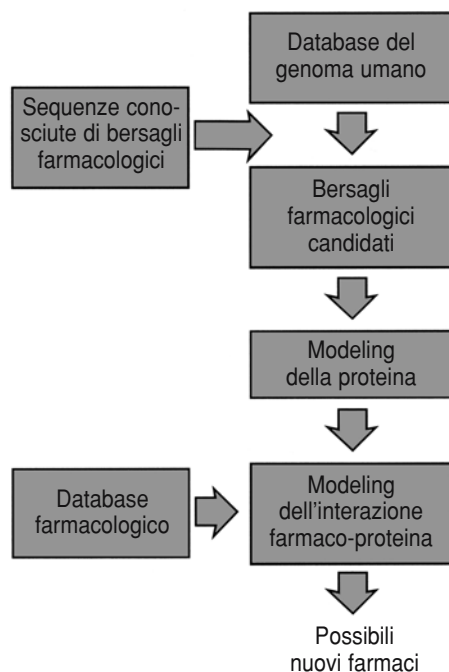 Database del
genoma umano
Sequenze cono-
sciute di bersagli
farmacologici
Bersagli
farmacologici
candidati
Modeling
della proteina
Database
farmacologico
Modeling
dell'interazione
farmaco-proteina
Possibili
nuovi farmaci